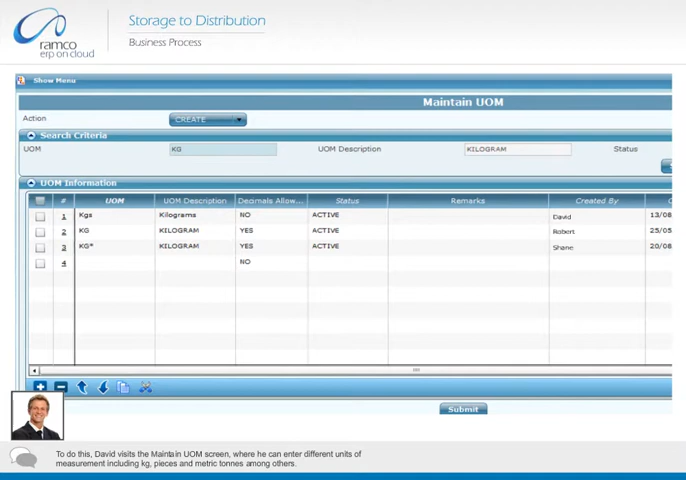 ramco
erp on cloud
Storage to Distribution
Business Process
Show Menu
Maintain UOM
Action CREATE
Search Criteria
UOM KG UOM Description KILOGRAM Status
UOM Information
# UOM UOM Description Decimals Allow... Status Remarks Created By
1 Kgs Kilograms NO ACTIVE David 13/08
2 KG KILOGRAM YES ACTIVE Robert 25/05
3 KG* KILOGRAM YES ACTIVE Shane 20/08
4 NO
Submit
To do this, David visits the Maintain UOM screen, where he can enter different units of
measurement including kg, pieces and metric tonnes among others.